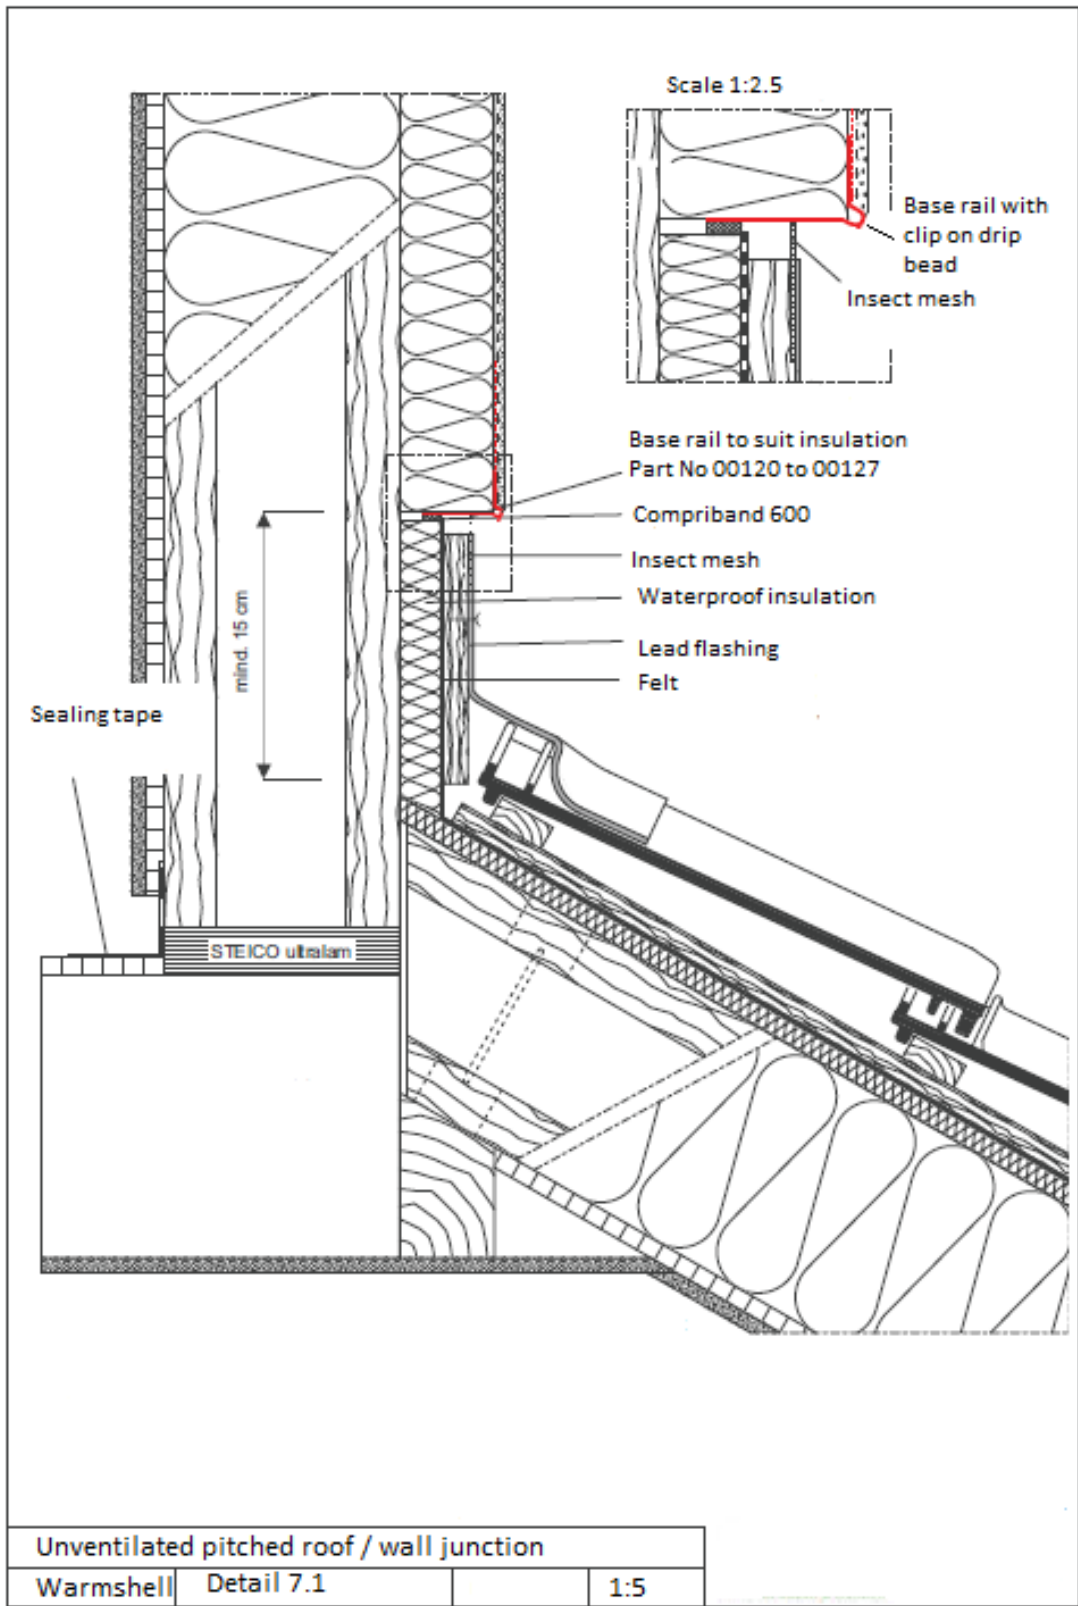 Scale 1:2.5
Base rail with
clip on drip
bead
Insect mesh
Base rail to suit insulation
Part No 00120 to 00127
Compriband 600
Insect mesh
Waterproof insulation
Lead flashing
Felt
mind. 15 cm
Sealing tape
STEICO ultralam
Unventilated pitched roof / wall junction
Warmshell Detail 7.1 1:5